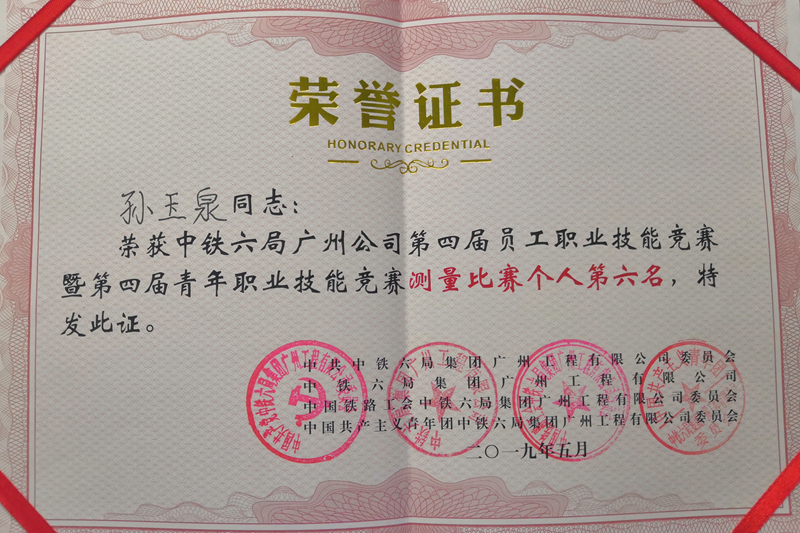 荣誉证书
HONORARY CREDENTIAL
孙玉泉同志：
荣获中铁六局广州公司第四届员工职业技能竞赛
暨第四届青年职业技能竞赛测量比赛个人第六名，特
发此证。
中共中铁六局集团广州工程有限公司委员会
中铁六局集团广州工程有限公司
中国铁路工会中铁六局集团广州工程有限公司委员会
中国共产主义青年团中铁六局集团广州工程有限公司委员会
二〇一九年五月